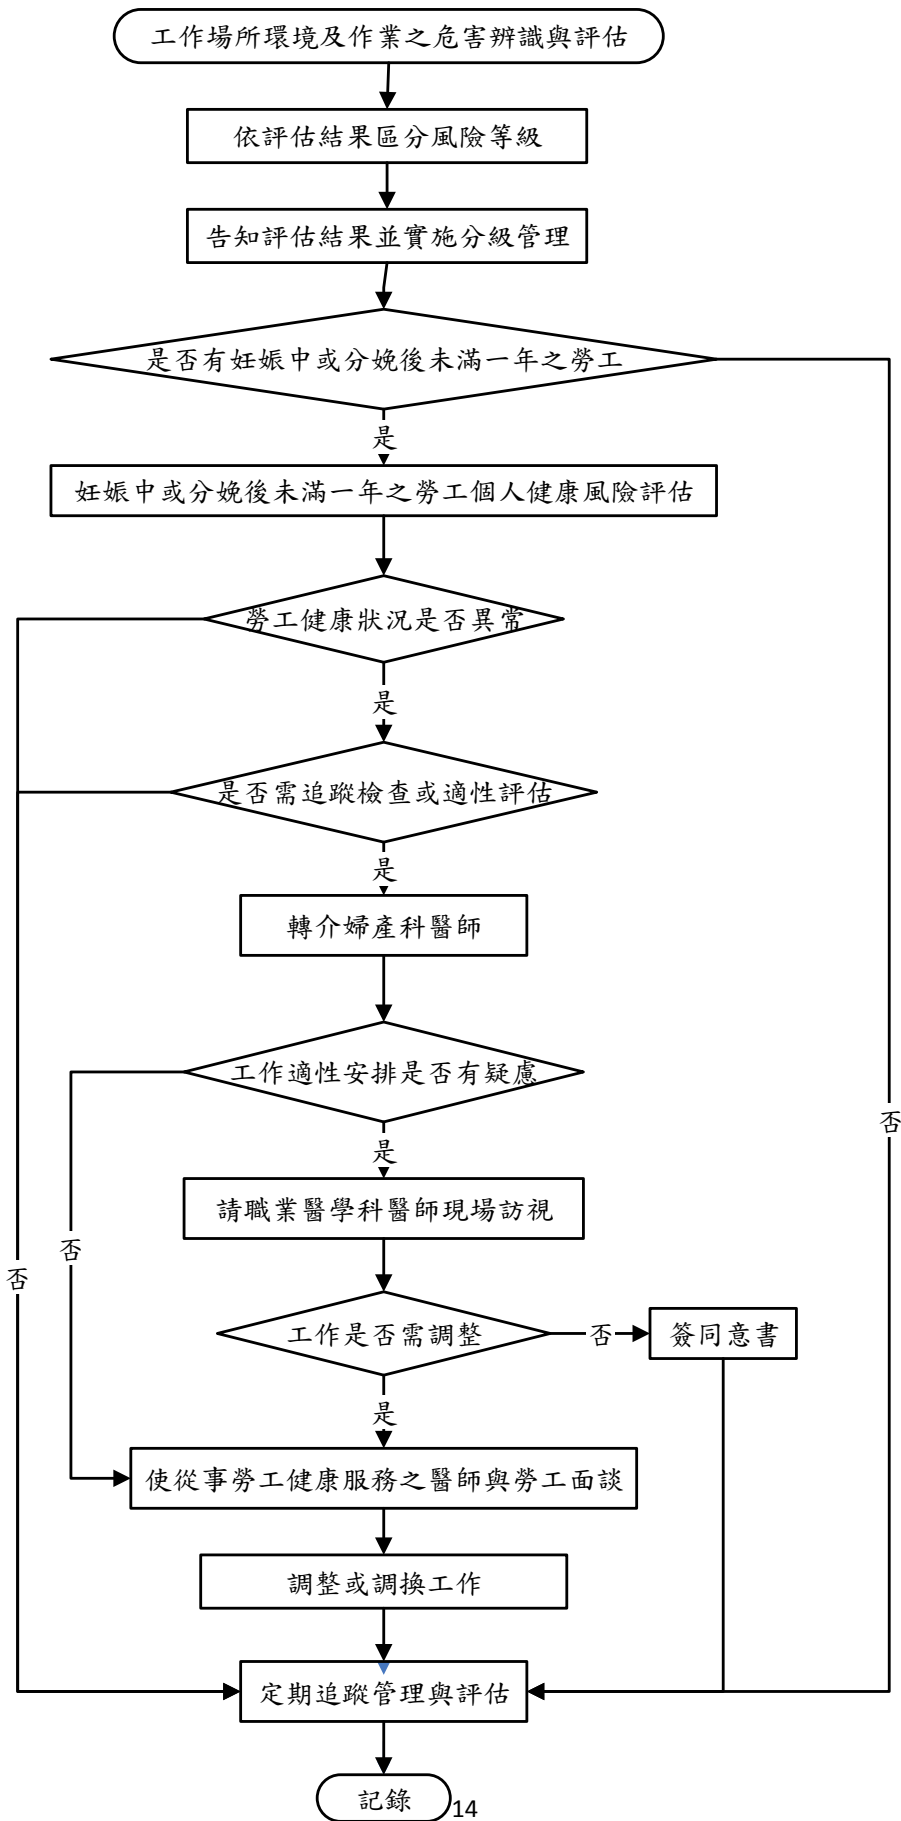 工作場所環境及作業之危害辨識與評估
依評估結果區分風險等級
告知評估結果並實施分級管理
是否有妊娠中或分娩後未滿一年之勞工
是
妊娠中或分娩後未滿一年之勞工個人健康風險評估
勞工健康狀況是否異常
是
是否需追蹤檢查或適性評估
是
轉介婦產科醫師
工作適性安排是否有疑慮
否
是
請職業醫學科醫師現場訪視
否
否
工作是否需調整
否
簽同意書
是
使從事勞工健康服務之醫師與勞工面談
調整或調換工作
定期追蹤管理與評估
記錄
14